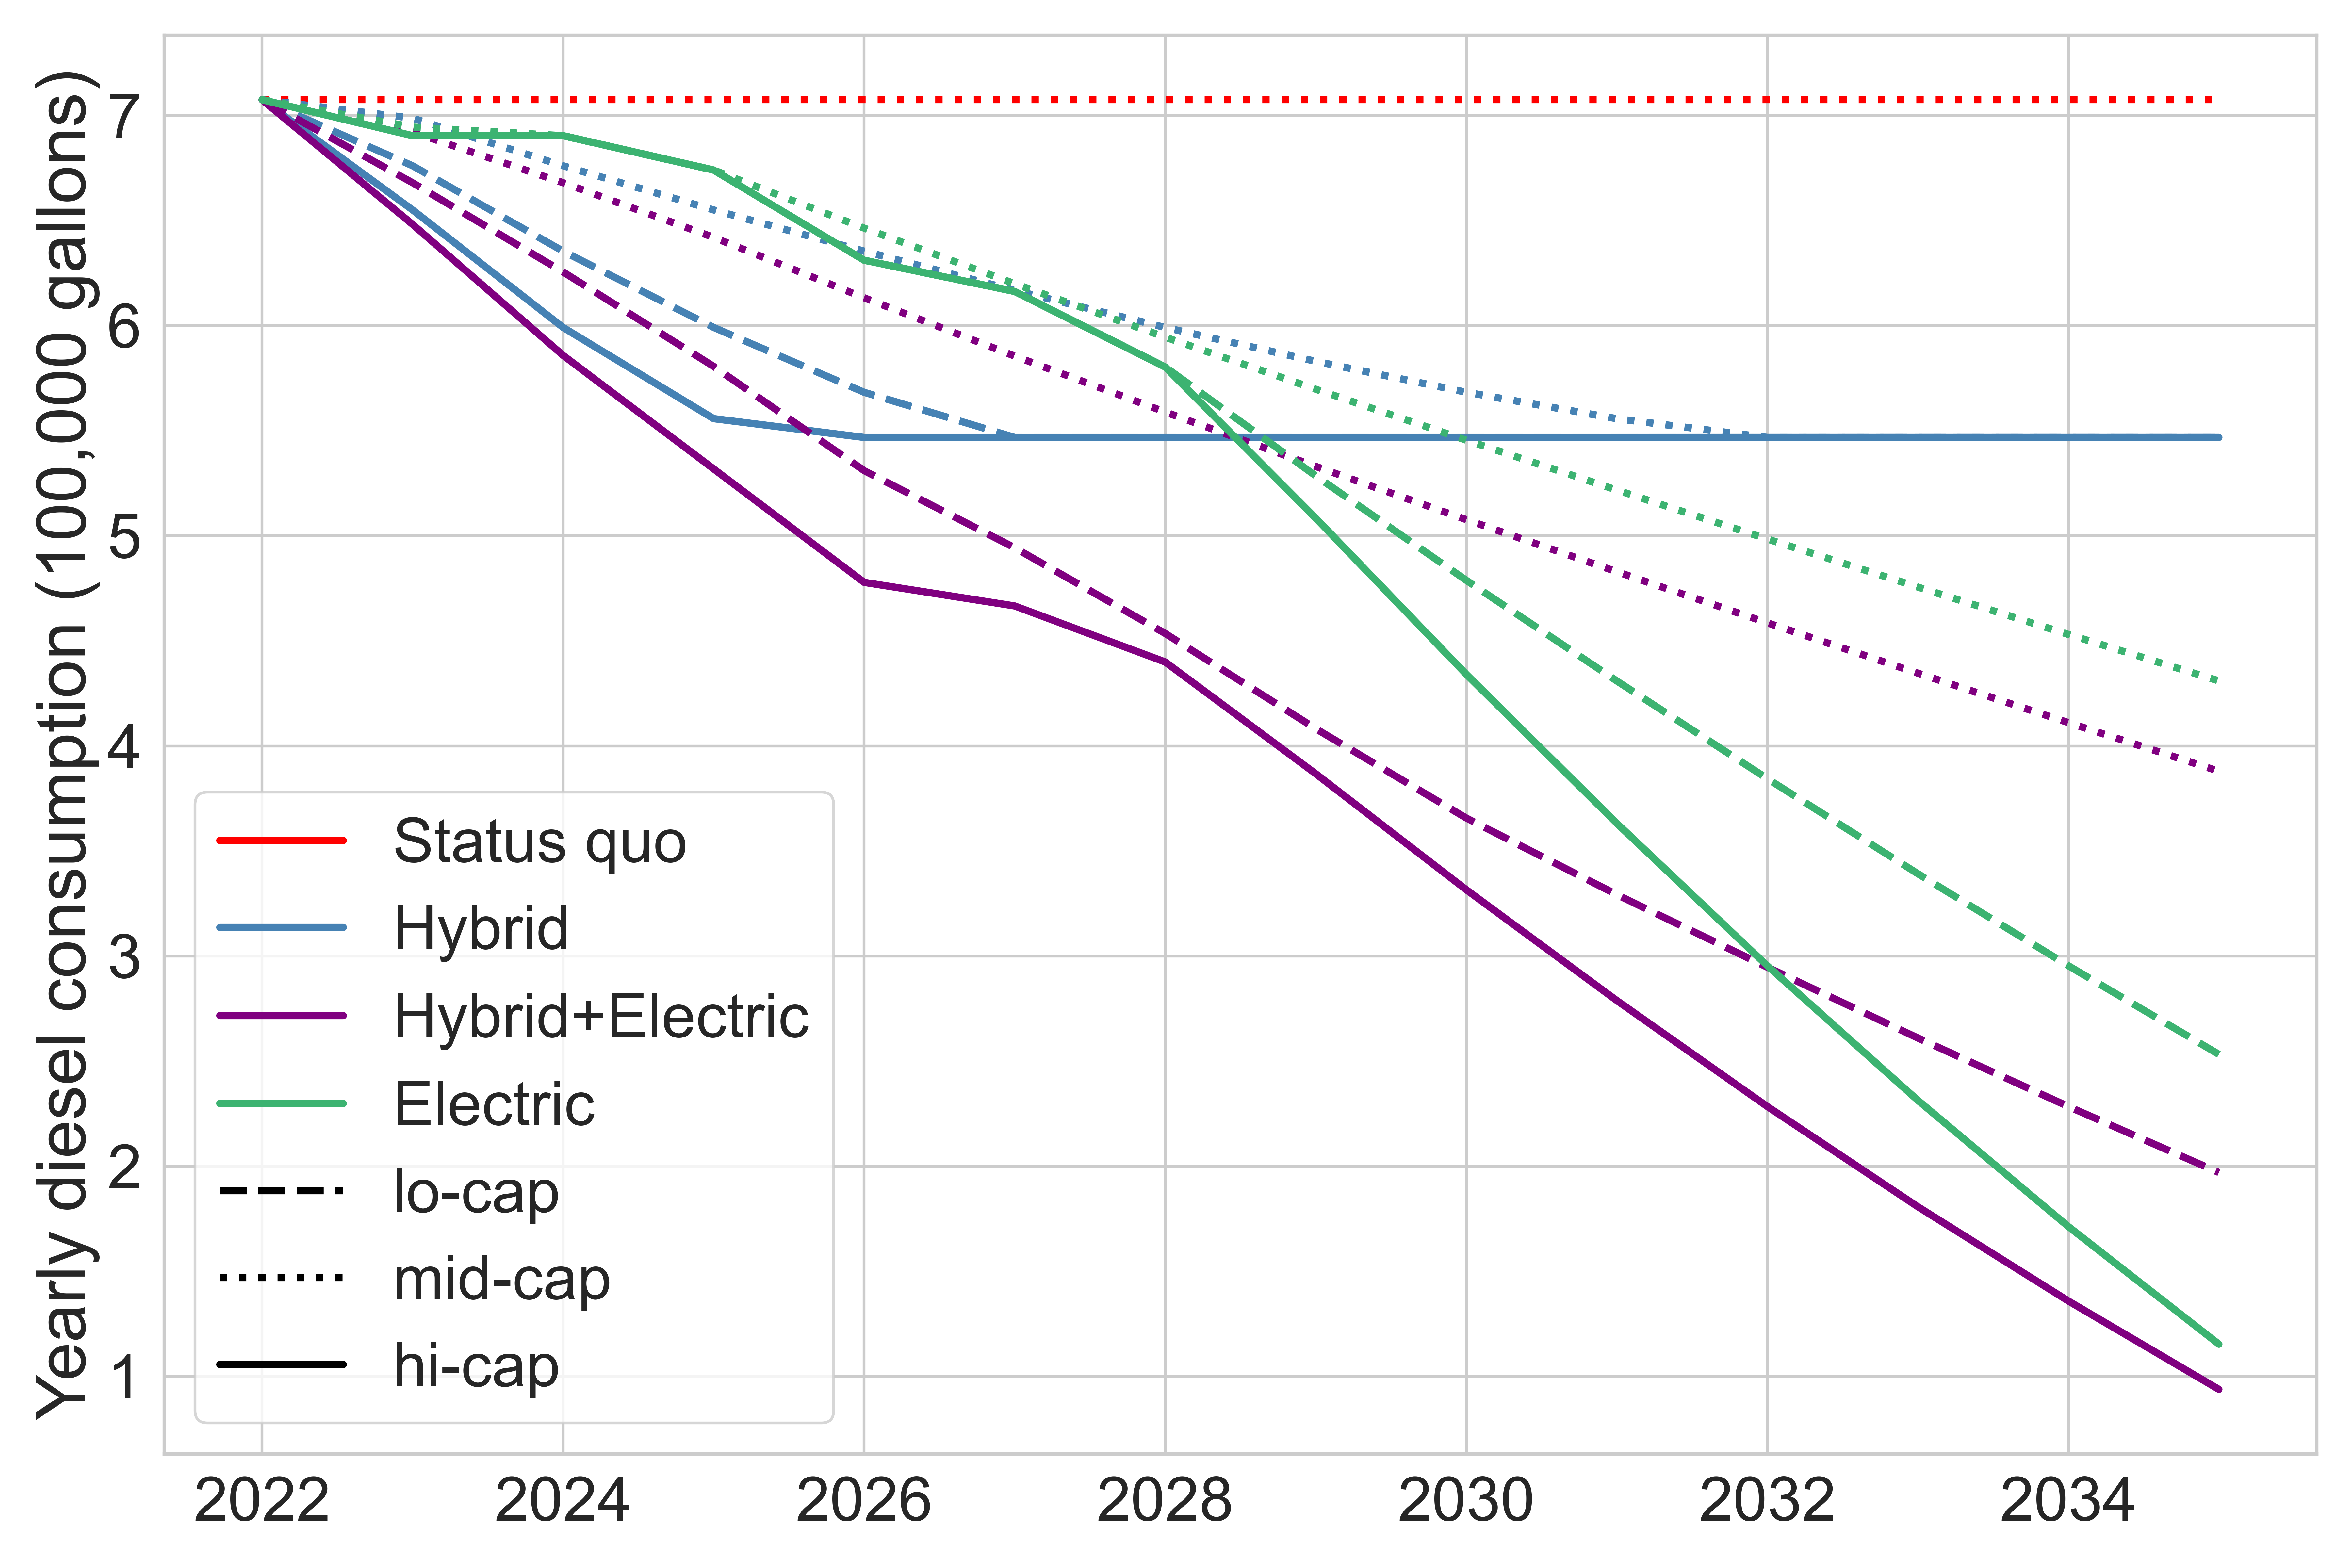 Yearly diesel consumption (100,000 gallons)
7
6
5
4
3
2
1
Status quo
Hybrid
Hybrid+Electric
Electric
lo-cap
mid-cap
hi-cap
2022 2024 2026 2028 2030 2032 2034